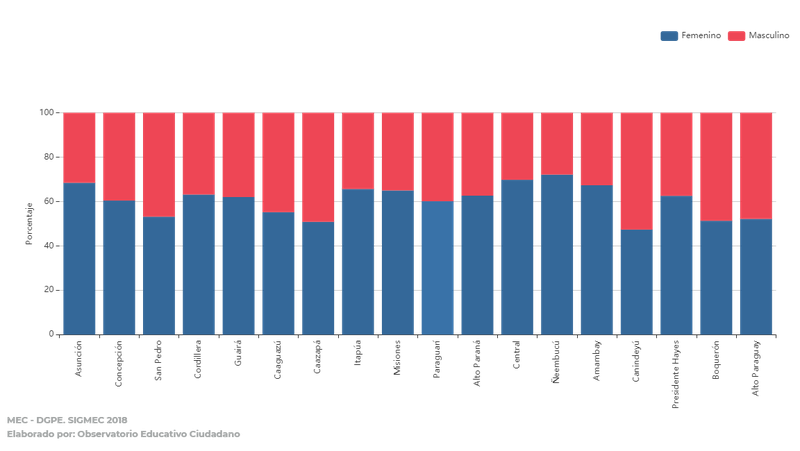 Femenino Masculino
Porcentaje
100
80
60
40
20
0
Asunción
Concepción
San Pedro
Cordillera
Guairá
Caaguazú
Caazapá
Itapúa
Misiones
Paraguarí
Alto Paraná
Central
Ñeembucú
Amambay
Canindeyú
Presidente Hayes
Boquerón
Alto Paraguay
MEC - DGPE. SIGMEC 2018
Elaborado por: Observatorio Educativo Ciudadano